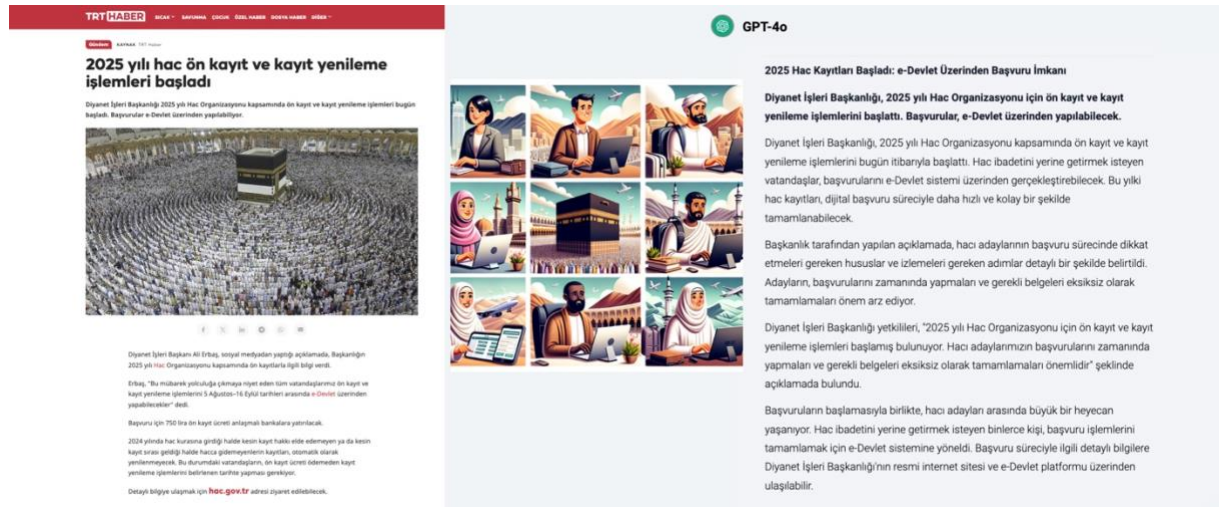 TRT HABER
SICAK SAVUNMA ÇOCUK ÖZEL HABER DOSYA HABER DİĞER
Gündem KAYNAK TRT Haber
2025 yılı hac ön kayıt ve kayıt yenileme
işlemleri başladı
Diyanet İşleri Başkanlığı 2025 yılı Hac Organizasyonu kapsamında ön kayıt ve kayıt yenileme işlemleri bugün
başladı. Başvurular e-Devlet üzerinden yapılabiliyor.
Diyanet İşleri Başkanı Ali Erbaş, sosyal medyadan yaptığı açıklamada, Başkanlığın
2025 yılı Hac Organizasyonu kapsamında ön kayıtlarla ilgili bilgi verdi.
Erbaş, "Bu mübarek yolculuğa çıkmaya niyet eden tüm vatandaşlarımız ön kayıt ve
kayıt yenileme işlemlerini 5 Ağustos–16 Eylül tarihleri arasında e-Devlet üzerinden
yapabilecekler" dedi.
Başvuru için 750 lira ön kayıt ücreti anlaşmalı bankalara yatırılacak.
2024 yılında hac kurasına girdiği halde kesin kayıt hakkı elde edemeyen ya da kesin
kayıt sırası geldiği halde hacca gidemeyenlerin kayıtları, otomatik olarak
yenilenmeyecek. Bu durumdaki vatandaşların, ön kayıt ücreti ödemeden kayıt
yenileme işlemlerini belirlenen tarihte yapması gerekiyor.
Detaylı bilgiye ulaşmak için hac.gov.tr adresi ziyaret edilebilecek.
GPT-4o
2025 Hac Kayıtları Başladı: e-Devlet Üzerinden Başvuru İmkanı
Diyanet İşleri Başkanlığı, 2025 yılı Hac Organizasyonu için ön kayıt ve kayıt
yenileme işlemlerini başlattı. Başvurular, e-Devlet üzerinden yapılabilecek.
Diyanet İşleri Başkanlığı, 2025 yılı Hac Organizasyonu kapsamında ön kayıt ve kayıt
yenileme işlemlerini bugün itibarıyla başlattı. Hac ibadetini yerine getirmek isteyen
vatandaşlar, başvurularını e-Devlet sistemi üzerinden gerçekleştirebilecek. Bu yılki
hac kayıtları, dijital başvuru süreciyle daha hızlı ve kolay bir şekilde
tamamlanabilecek.
Başkanlık tarafından yapılan açıklamada, hacı adaylarının başvuru sürecinde dikkat
etmeleri gereken hususlar ve izlemeleri gereken adımlar detaylı bir şekilde belirtildi.
Adayların, başvurularını zamanında yapmaları ve gerekli belgeleri eksiksiz olarak
tamamlamaları önem arz ediyor.
Diyanet İşleri Başkanlığı yetkilileri, "2025 yılı Hac Organizasyonu için ön kayıt ve kayıt
yenileme işlemleri başlamış bulunuyor. Hacı adaylarımızın başvurularını zamanında
yapmaları ve gerekli belgeleri eksiksiz olarak tamamlamaları önemlidir" şeklinde
açıklamada bulundu.
Başvuruların başlamasıyla birlikte, hacı adayları arasında büyük bir heyecan
yaşanıyor. Hac ibadetini yerine getirmek isteyen binlerce kişi, başvuru işlemlerini
tamamlamak için e-Devlet sistemine yöneldi. Başvuru süreciyle ilgili detaylı bilgilere
Diyanet İşleri Başkanlığı'nın resmi internet sitesi ve e-Devlet platformu üzerinden
ulaşılabilir.